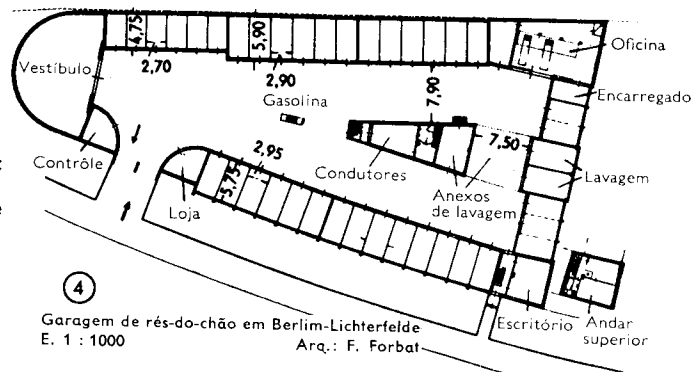 4,75
5,90
Oficina
Vestíbulo
2,70
2,90
7,90
Encarregado
Gasolina
7,50
2,95
Contrôle
Condutores
Lavagem
5,75
Anexos
de lavagem
Loja
4
Garagem de rés-do-chão em Berlim-Lichterfelde
E. 1 : 1000
Arq.: F. Forbat
Escritório
Andar
superior